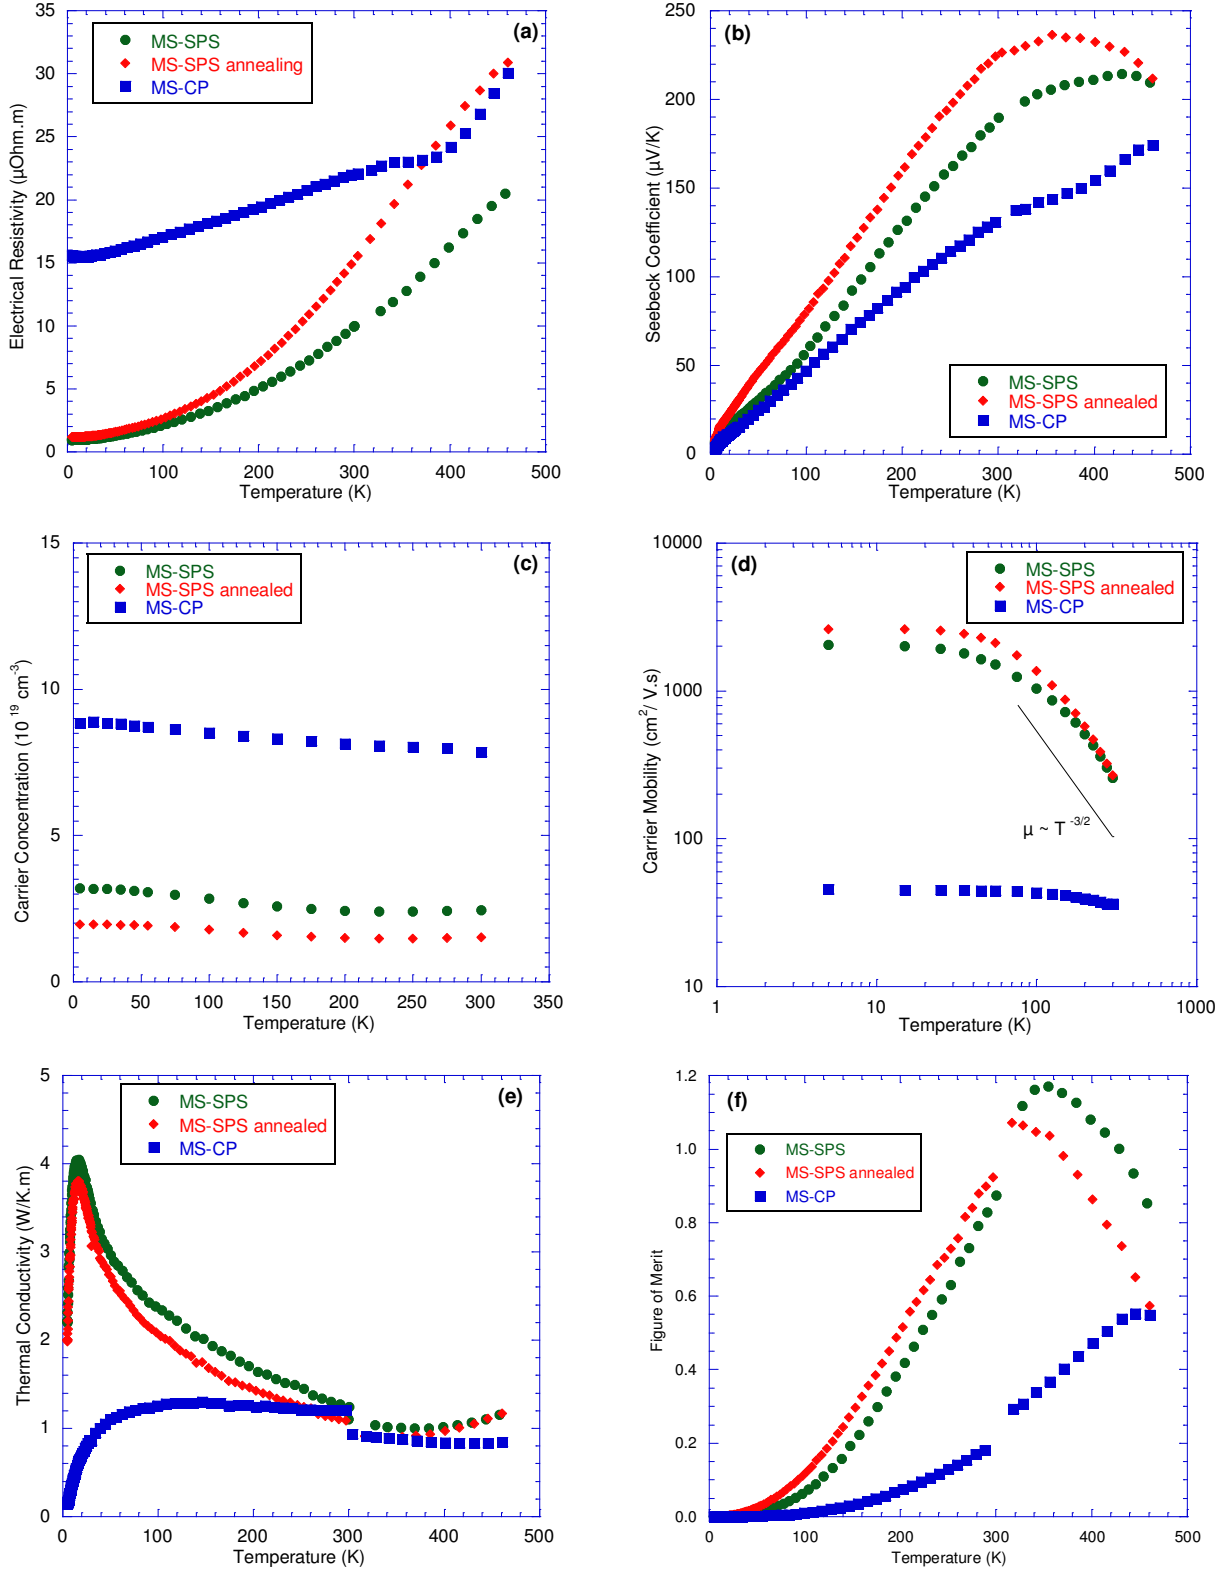 (a)
MS-SPS
MS-SPS annealing
MS-CP
35
30
25
20
15
10
5
0
0 100 200 300 400 500
Electrical Resistivity (µOhm.m)
Temperature (K)
(b)
250
200
150
100
50
0
0 100 200 300 400 500
Seebeck Coefficient (µV/K)
MS-SPS
MS-SPS annealed
MS-CP
Temperature (K)
(c)
MS-SPS
MS-SPS annealed
MS-CP
15
10
5
0
0 50 100 150 200 250 300 350
Carrier Concentration (10 19 cm-3)
Temperature (K)
(d)
MS-SPS
MS-SPS annealed
MS-CP
10000
1000
100
10
1 10 100 1000
Carrier Mobility (cm2/ V.s)
µ ~ T -3/2
Temperature (K)
(e)
MS-SPS
MS-SPS annealed
MS-CP
5
4
3
2
1
0
0 100 200 300 400 500
Thermal Conductivity (W/K.m)
Temperature (K)
(f)
MS-SPS
MS-SPS annealed
MS-CP
1.2
1.0
0.8
0.6
0.4
0.2
0.0
0 100 200 300 400 500
Figure of Merit
Temperature (K)